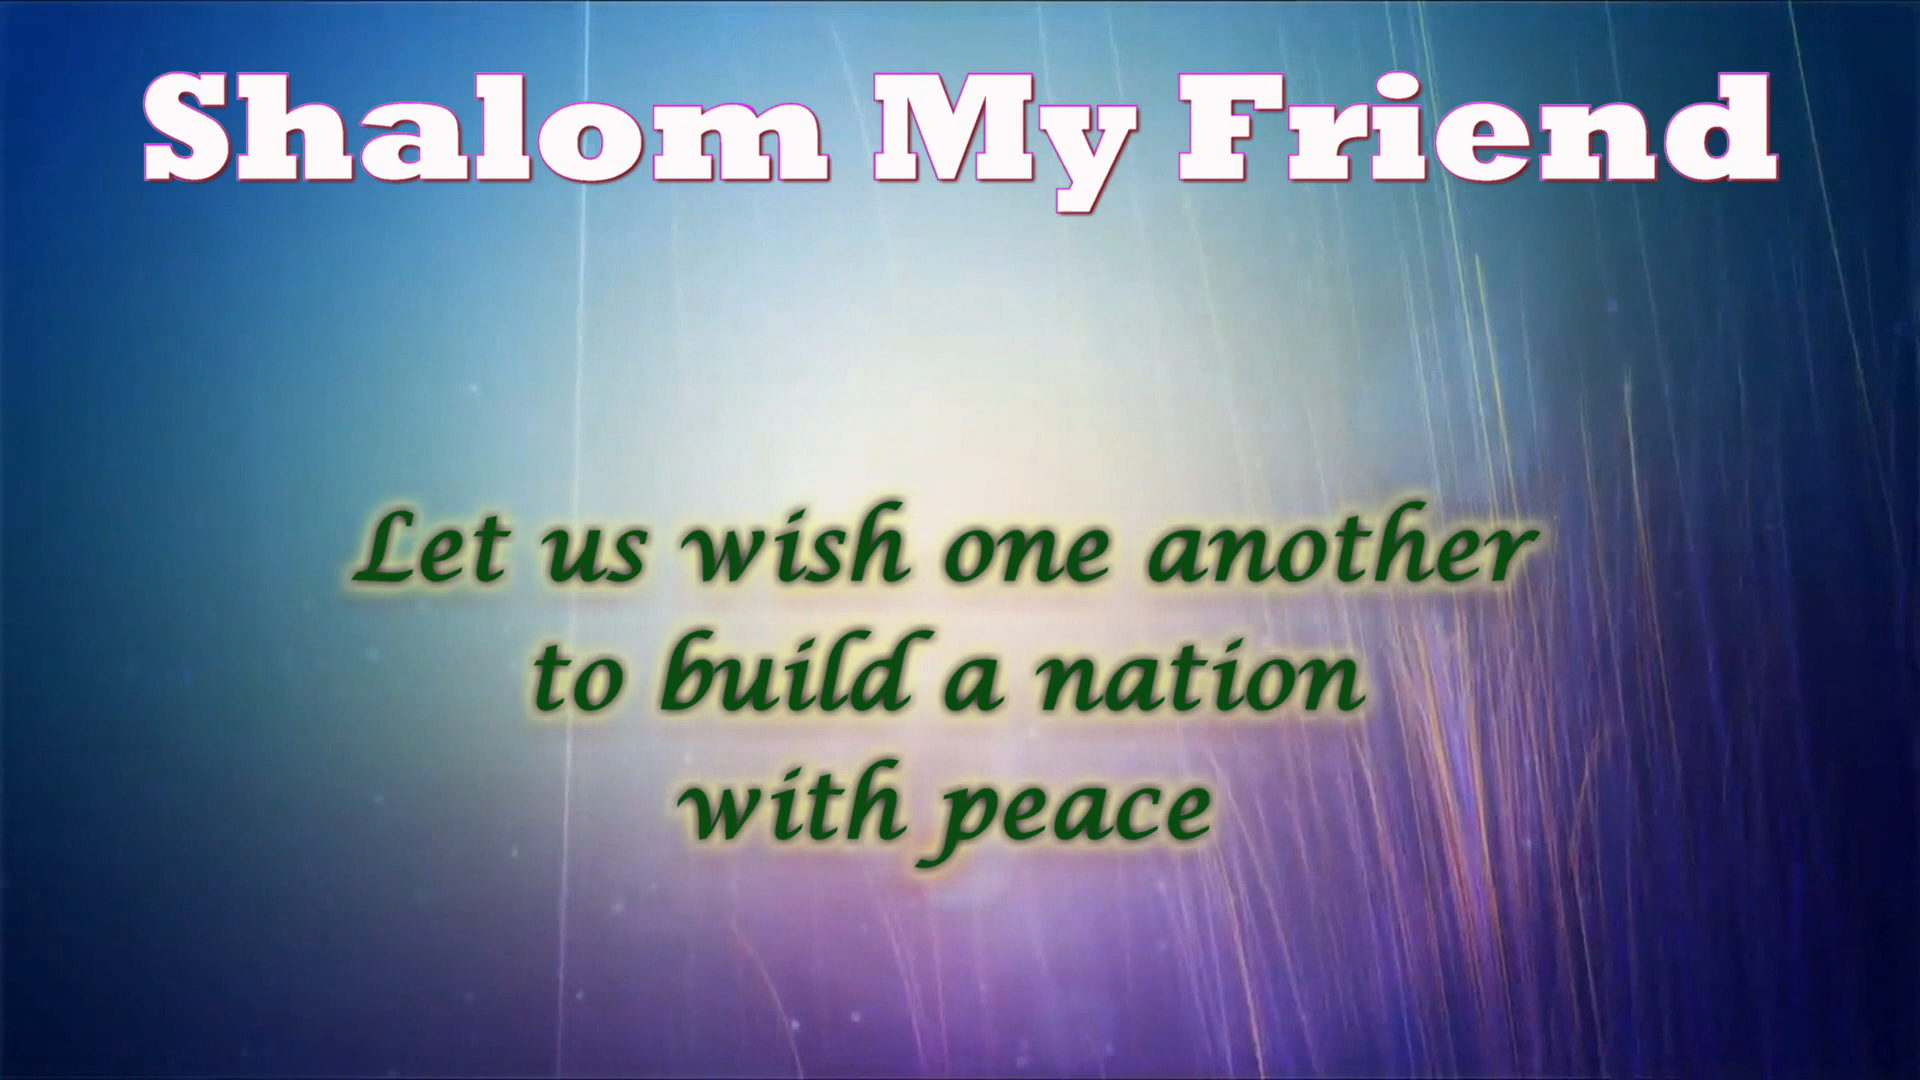 Shalom My Friend
Let us wish one another
to build a nation
with peace